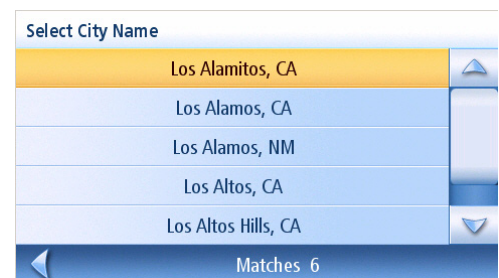 Select City Name
Los Alamitos, CA
Los Alamos, CA
Los Alamos, NM
Los Altos, CA
Los Altos Hills, CA
Matches 6